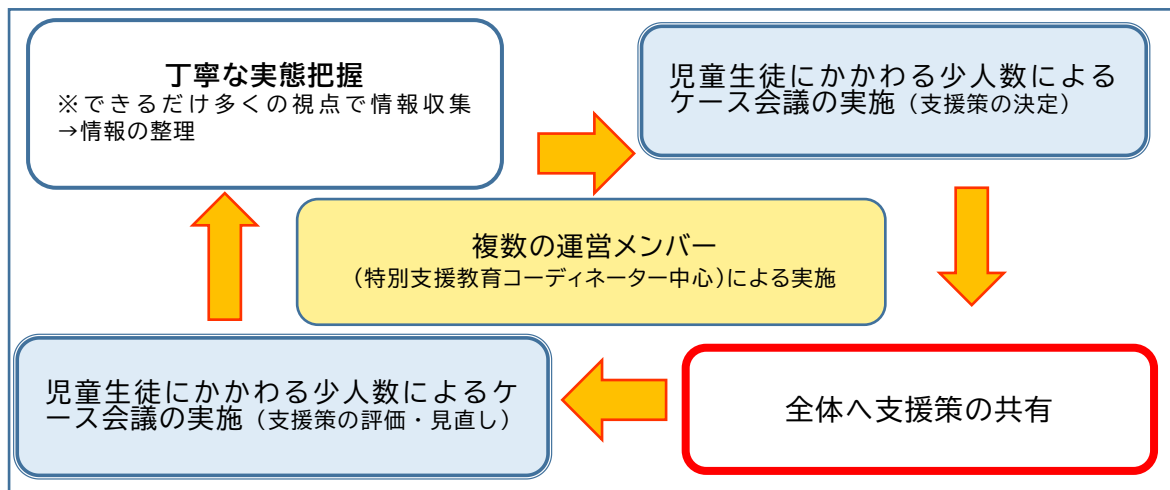 丁寧な実態把握
※できるだけ多くの視点で情報収集
→情報の整理
児童生徒にかかわる少人数による
ケース会議の実施（支援策の決定）
複数の運営メンバー
（特別支援教育コーディネーター中心）による実施
児童生徒にかかわる少人数によるケ
ース会議の実施（支援策の評価・見直し）
全体へ支援策の共有